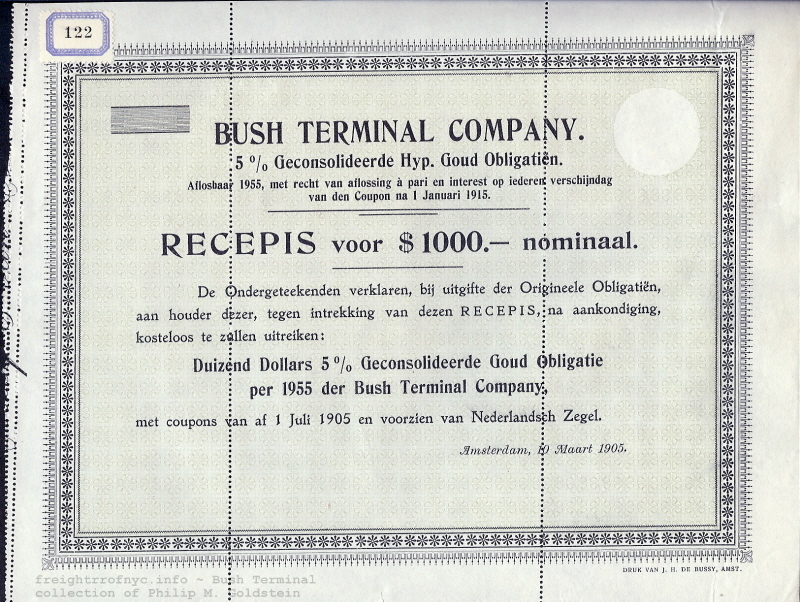 122
BUSH TERMINAL COMPANY.
5 % Geconsolideerde Hyp. Goud Obligatiën.
Aflosbaar 1955, met recht van aflossing à pari en interest op iederen verschijndag
van den Coupon na 1 Januari 1915.
RECEPIS voor $ 1000.— nominaal.
De Ondergeteekenden verklaren, bij uitgifte der Origineele Obligatiën,
aan houder dezer, tegen intrekking van dezen RECEPIS, na aankondiging,
kosteloos te zullen uitreiken:
Duizend Dollars 5 % Geconsolideerde Goud Obligatie
per 1955 der Bush Terminal Company,
met coupons van af 1 Juli 1905 en voorzien van Nederlandsch Zegel.
Amsterdam, 10 Maart 1905.
DRUK VAN J. H. DE BUSSY, AMST.
freightrrofnyc.info ~ Bush Terminal
collection of Philip M. Goldstein